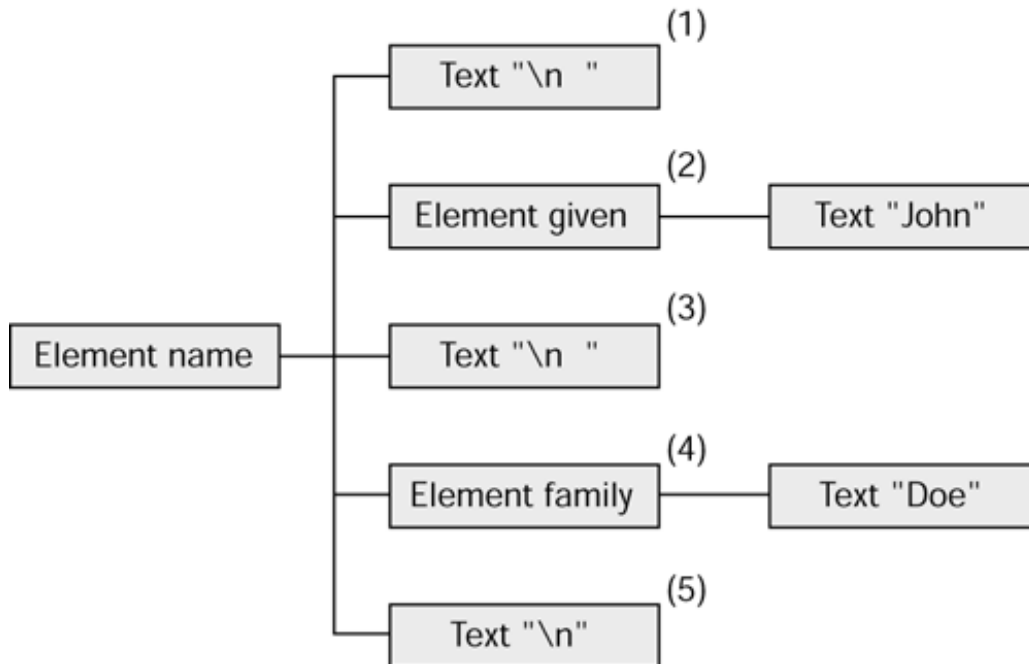 (1)
Text "\n  "
(2)
Element given
Text "John"
(3)
Element name
Text "\n  "
(4)
Element family
Text "Doe"
(5)
Text "\n"